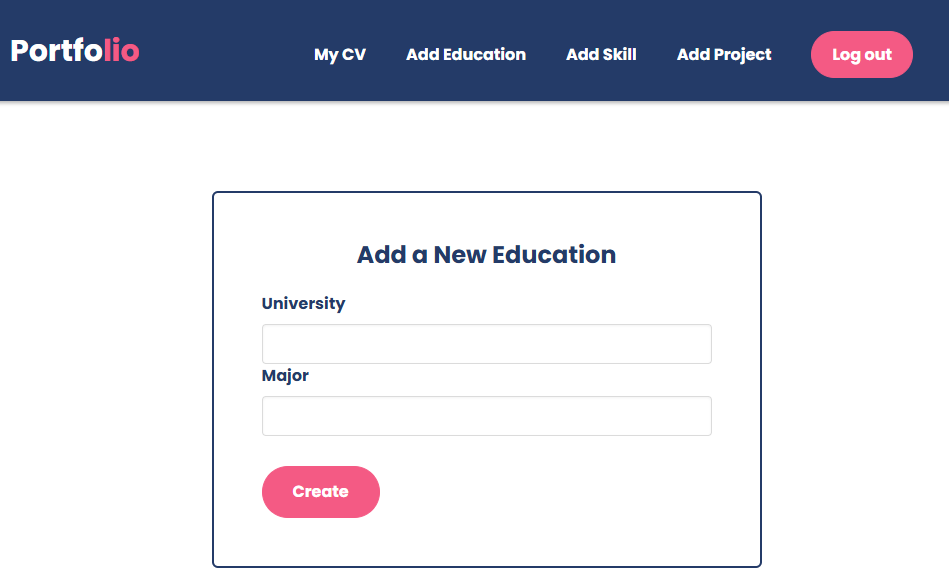 Portfolio
My CV Add Education Add Skill Add Project Log out
Add a New Education
University
Major
Create